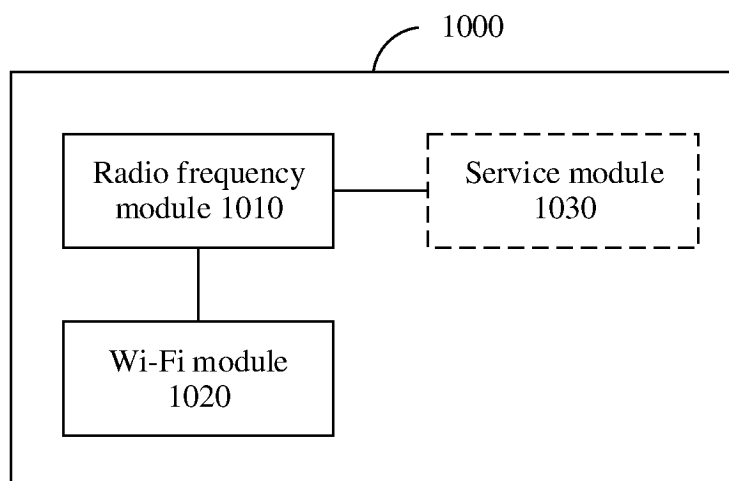 1000
Radio frequency
module 1010
Service module
1030
Wi-Fi module
1020